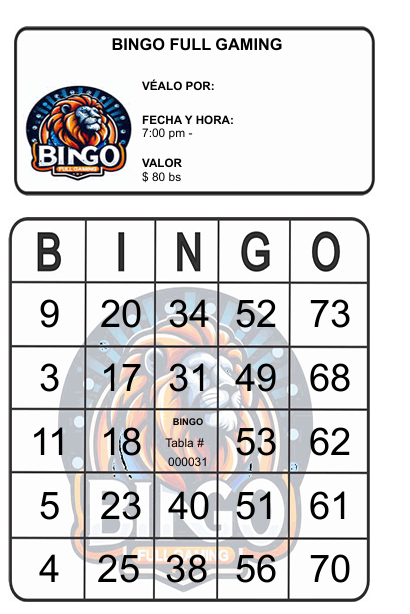 BINGO FULL GAMING
VÉALO POR:
FECHA Y HORA:
7:00 pm -
VALOR
$ 80 bs
BINGO
FULL GAMING
B I N G O
9 20 34 52 73
3 17 31 49 68
11 18 BINGO 53 62
Tabla #
000031
5 23 40 51 61
4 25 38 56 70
BINGO
FULL GAMING